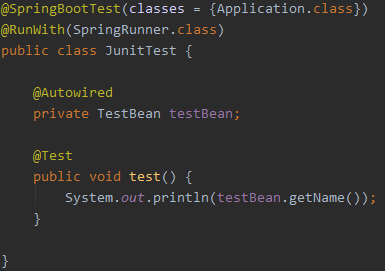 @SpringBootTest(classes = {Application.class})
@RunWith(SpringRunner.class)
public class JunitTest {
@Autowired
private TestBean testBean;
@Test
public void test() {
System.out.println(testBean.getName());
}
}